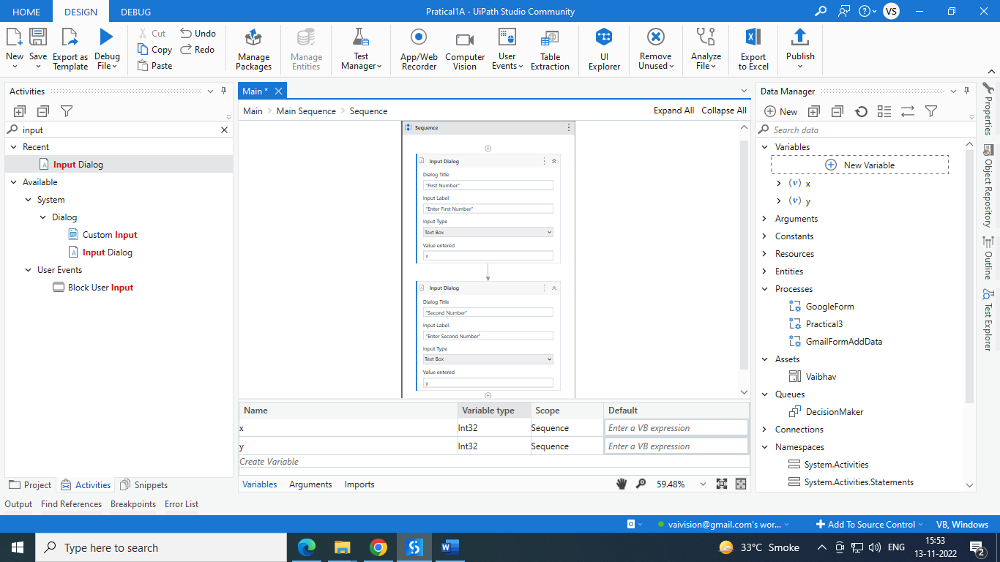 HOME DESIGN DEBUG Pratical1A - UiPath Studio Community VS
New Save Export as Template Debug File Cut Copy Paste Undo Redo Manage Packages Manage Entities Test Manager App/Web Recorder Computer Vision User Events Table Extraction UI Explorer Remove Unused Analyze File Export to Excel Publish
Activities
input
Recent
Input Dialog
Available
System
Dialog
Custom Input
Input Dialog
User Events
Block User Input
Project Activities Snippets
Main *
Main Main Sequence Sequence Expand All Collapse All
Sequence
Input Dialog
Dialog Title
"First Number"
Input Label
"Enter First Number"
Input Type
Text Box
Value entered
x
Input Dialog
Dialog Title
"Second Number"
Input Label
"Enter Second Number"
Input Type
Text Box
Value entered
y
Name Variable type Scope Default
x Int32 Sequence Enter a VB expression
y Int32 Sequence Enter a VB expression
Create Variable
Variables Arguments Imports 59.48%
Data Manager
New
Search data
Variables
New Variable
(v) x
(v) y
Arguments
Constants
Resources
Entities
Processes
GoogleForm
Practical3
GmailFormAddData
Assets
Vaibhav
Queues
DecisionMaker
Connections
Namespaces
System.Activities
System.Activities.Statements
Properties
Object Repository
Outline
Test Explorer
Output Find References Breakpoints Error List
vaivision@gmail.com's wor... Add To Source Control VB, Windows
Type here to search 33°C Smoke ENG 15:53
13-11-2022 2